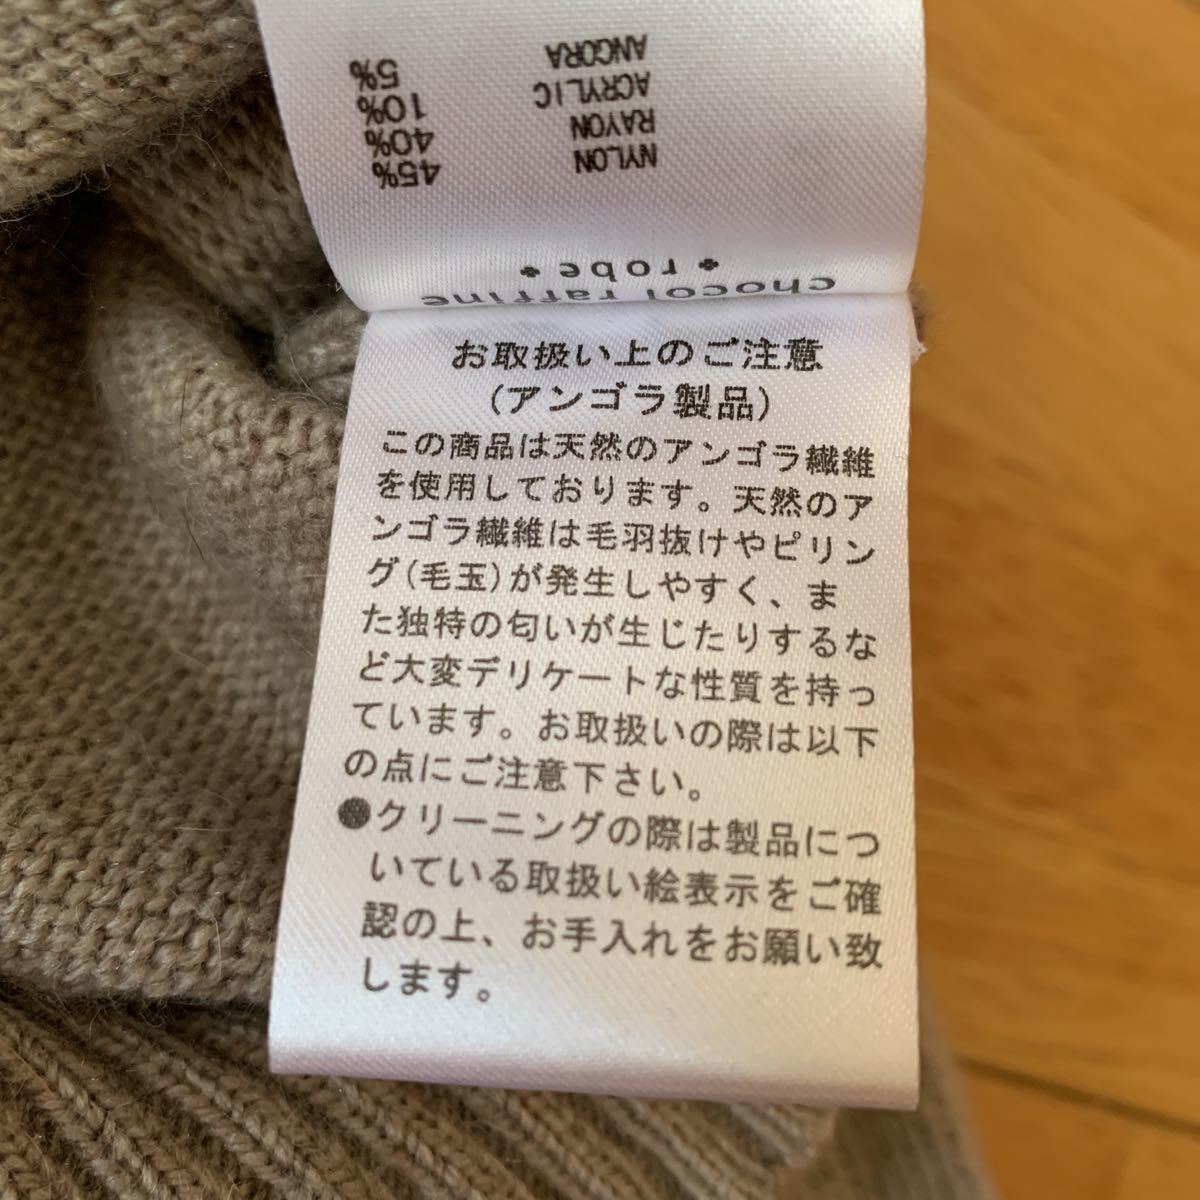 chocol raffine
robe
NYLON 45%
RAYON 40%
ACRYLIC 10%
ANGORA 5%
お取扱い上のご注意
(アンゴラ製品)
この商品は天然のアンゴラ繊維
を使用しております。天然のア
ンゴラ繊維は毛羽抜けやピリン
グ(毛玉)が発生しやすく、ま
た独特の匂いが生じたりするな
ど大変デリケートな性質を持っ
ています。お取扱いの際は以下
の点にご注意下さい。
●クリーニングの際は製品につ
いている取扱い絵表示をご確
認の上、お手入れをお願い致
します。